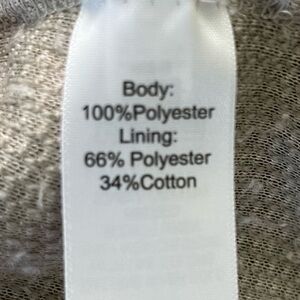 Body:
100%Polyester
Lining:
66% Polyester
34%Cotton